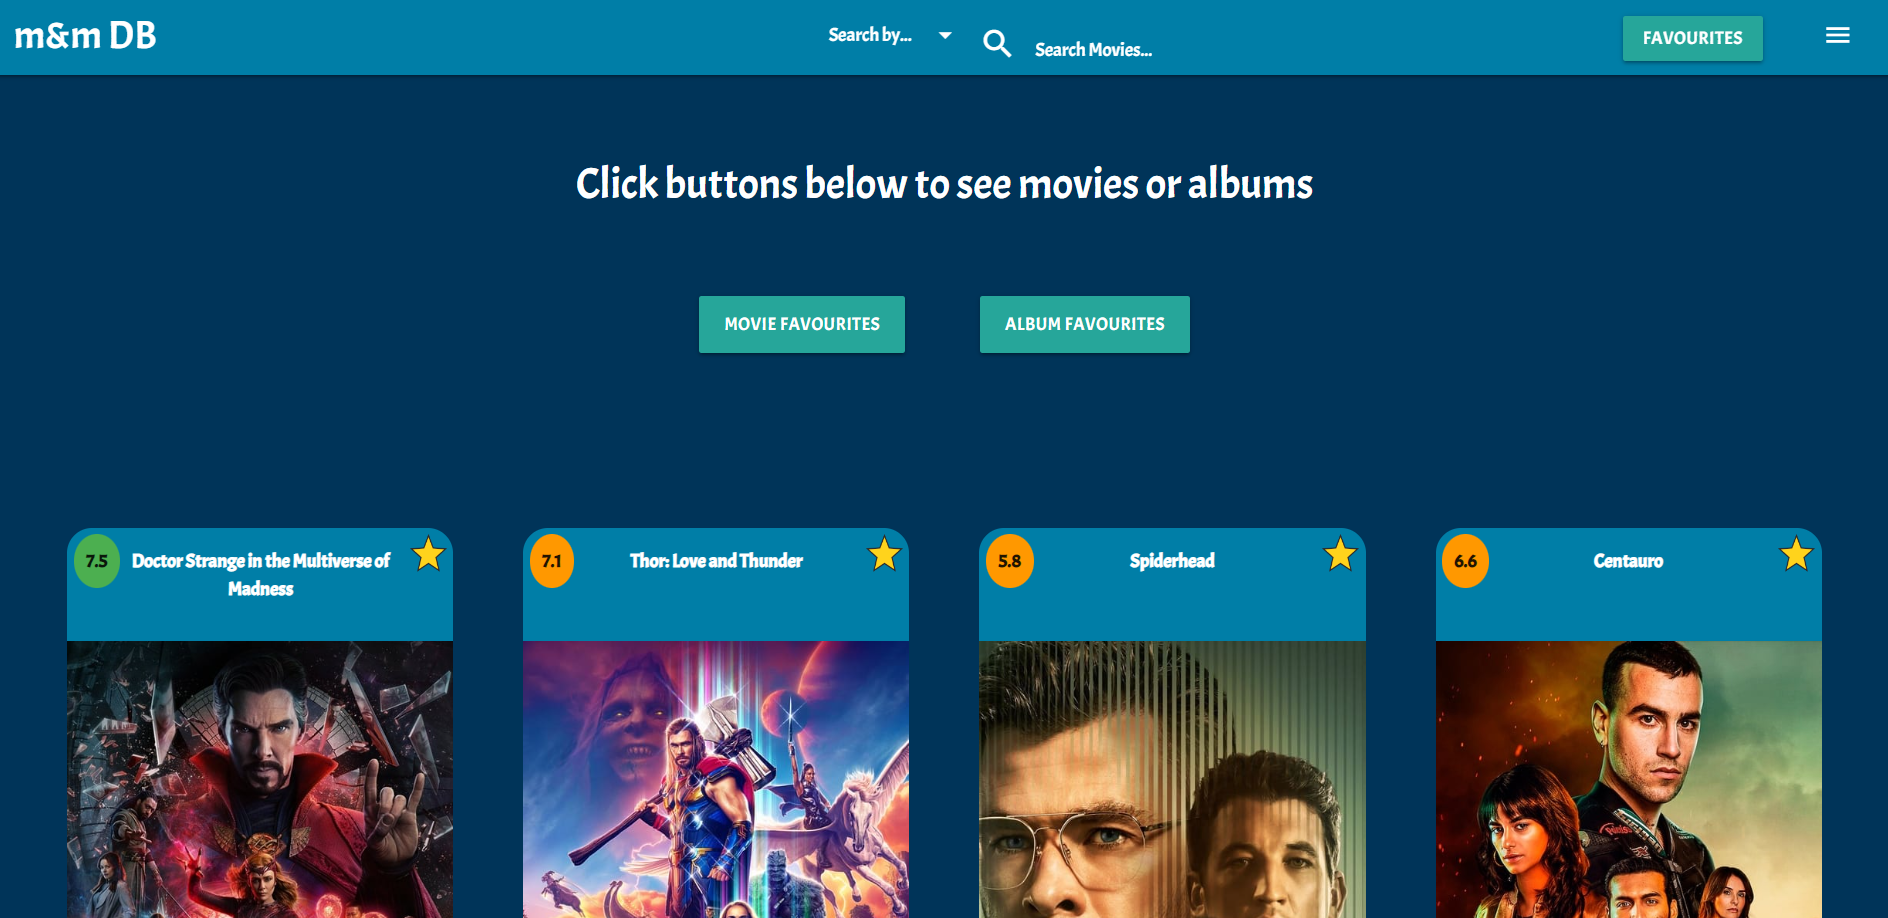 m&m DB
Search by...
Search Movies...
FAVOURITES
Click buttons below to see movies or albums
MOVIE FAVOURITES
ALBUM FAVOURITES
7.5
Doctor Strange in the Multiverse of
Madness
7.1
Thor: Love and Thunder
5.8
Spiderhead
6.6
Centauro